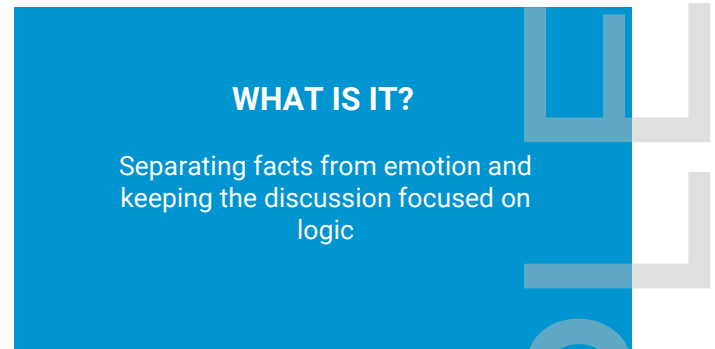 WHAT IS IT?
Separating facts from emotion and
keeping the discussion focused on
logic